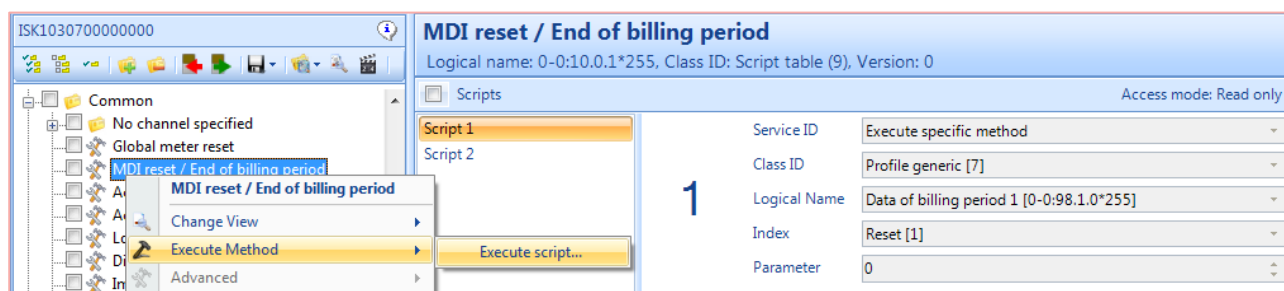 ISK1030700000000
Common
No channel specified
Global meter reset
MDI reset / End of billing period
MDI reset / End of billing period
Change View
Execute Method
Execute script...
Advanced
MDI reset / End of billing period
Logical name: 0-0:10.0.1*255, Class ID: Script table (9), Version: 0
Scripts
Access mode: Read only
Script 1
Script 2
1
Service ID
Execute specific method
Class ID
Profile generic [7]
Logical Name
Data of billing period 1 [0-0:98.1.0*255]
Index
Reset [1]
Parameter
0